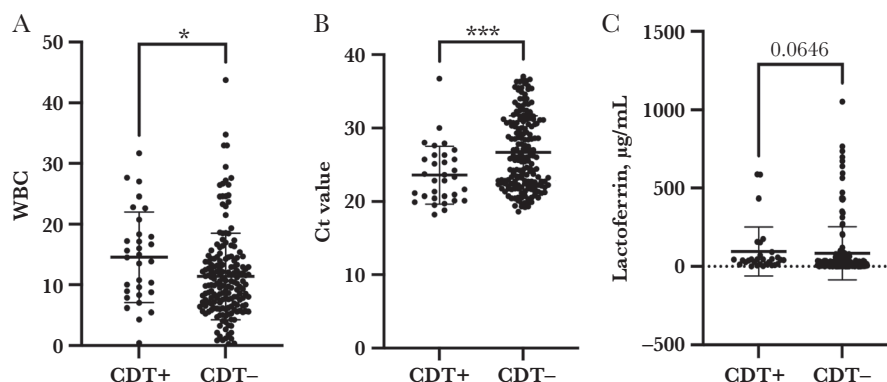 A
WBC
50
40
30
20
10
0
*
CDT+
CDT–
B
Ct value
40
30
20
10
0
***
CDT+
CDT–
C
Lactoferrin, µg/mL
1500
1000
500
0
–500
0.0646
CDT+
CDT–